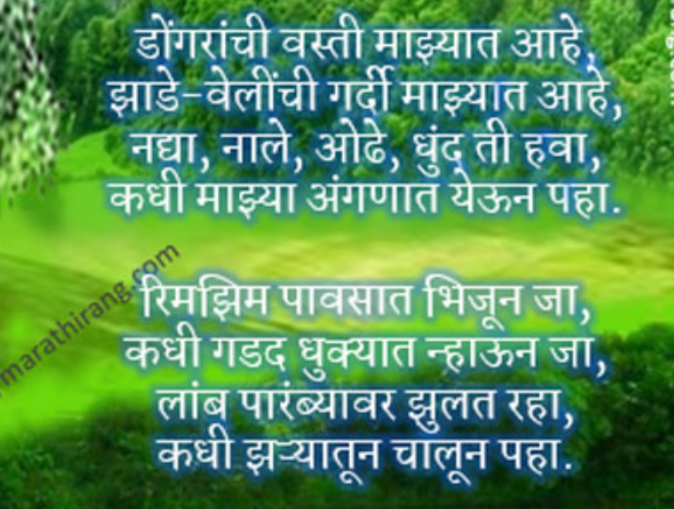 डोंगरांची वस्ती माझ्यात आहे,
झाडे-वेलींची गर्दी माझ्यात आहे,
नद्या, नाले, ओढे, धुंद ती हवा,
कधी माझ्या अंगणात येऊन पहा.
marathirang.com
रिमझिम पावसात भिजून जा,
कधी गडद धुक्यात न्हाऊन जा,
लांब पारंब्यावर झुलत रहा,
कधी झऱ्यातून चालून पहा.